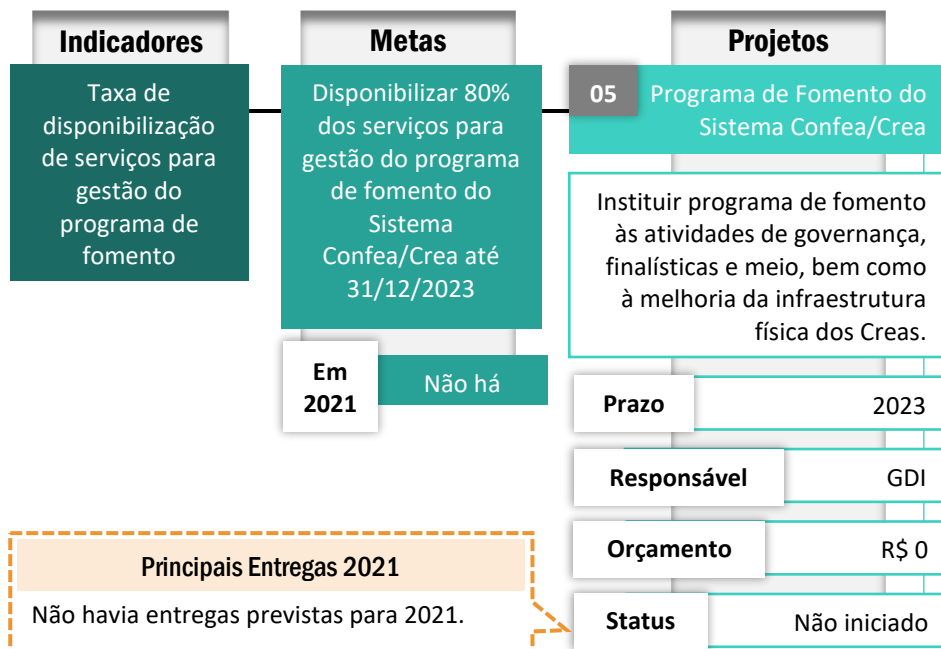 Indicadores
Taxa de
disponibilização
de serviços para
gestão do
programa de
fomento
Metas
Disponibilizar 80%
dos serviços para
gestão do programa
de fomento do
Sistema
Confea/Crea até
31/12/2023
Em
2021
Não há
Projetos
05
Programa de Fomento do
Sistema Confea/Crea
Instituir programa de fomento
às atividades de governança,
finalísticas e meio, bem como
à melhoria da infraestrutura
física dos Creas.
Prazo 2023
Responsável GDI
Orçamento R$ 0
Status Não iniciado
Principais Entregas 2021
Não havia entregas previstas para 2021.